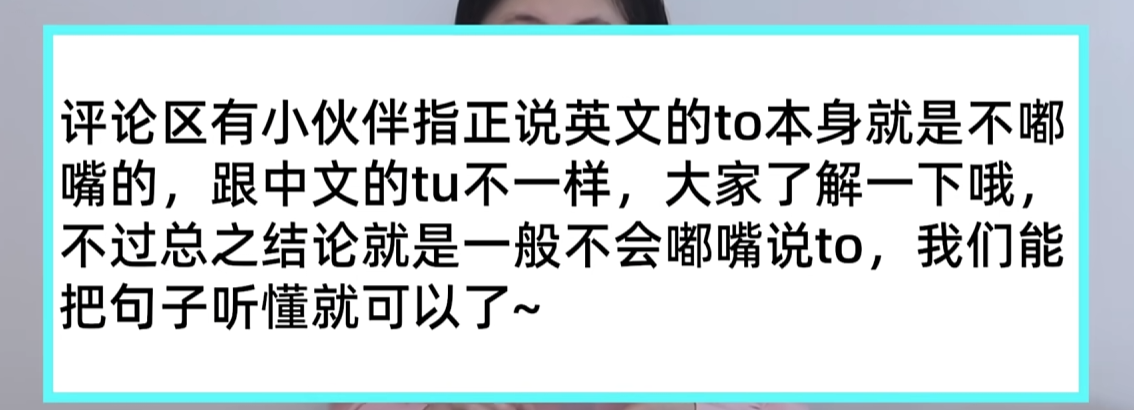 评论区有小伙伴指正说英文的to本身就是不嘟
嘴的，跟中文的tu不一样，大家了解一下哦，
不过总之结论就是一般不会嘟嘴说to，我们能
把句子听懂就可以了~